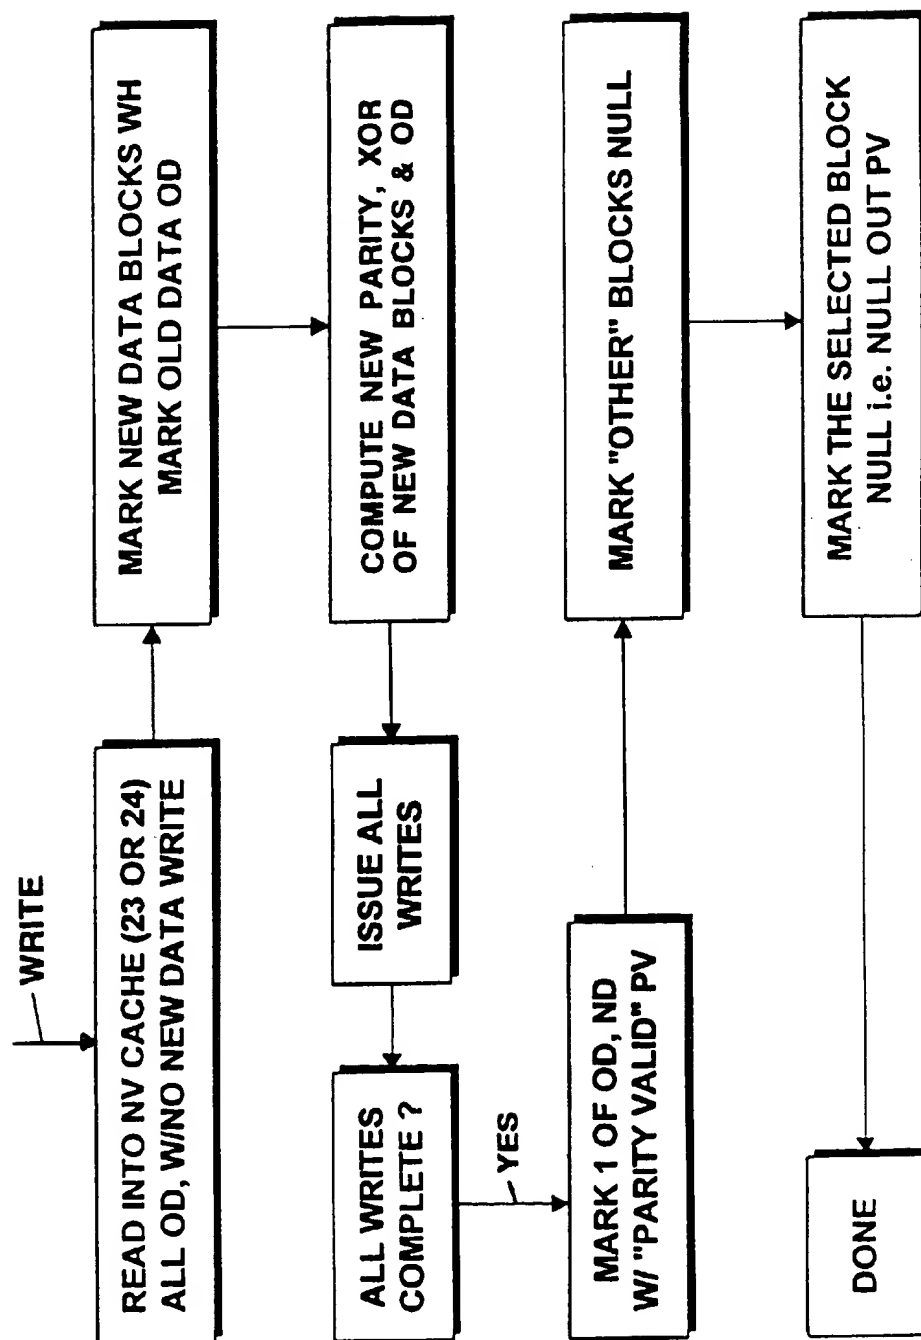 WRITE
READ INTO NV CACHE (23 OR 24)
ALL OD, W/NO NEW DATA WRITE
MARK NEW DATA BLOCKS WH
MARK OLD DATA OD
COMPUTE NEW PARITY, XOR
OF NEW DATA BLOCKS & OD
ISSUE ALL
WRITES
ALL WRITES
COMPLETE ?
YES
MARK 1 OF OD, ND
W/ "PARITY VALID" PV
MARK "OTHER" BLOCKS NULL
MARK THE SELECTED BLOCK
NULL i.e. NULL OUT PV
DONE